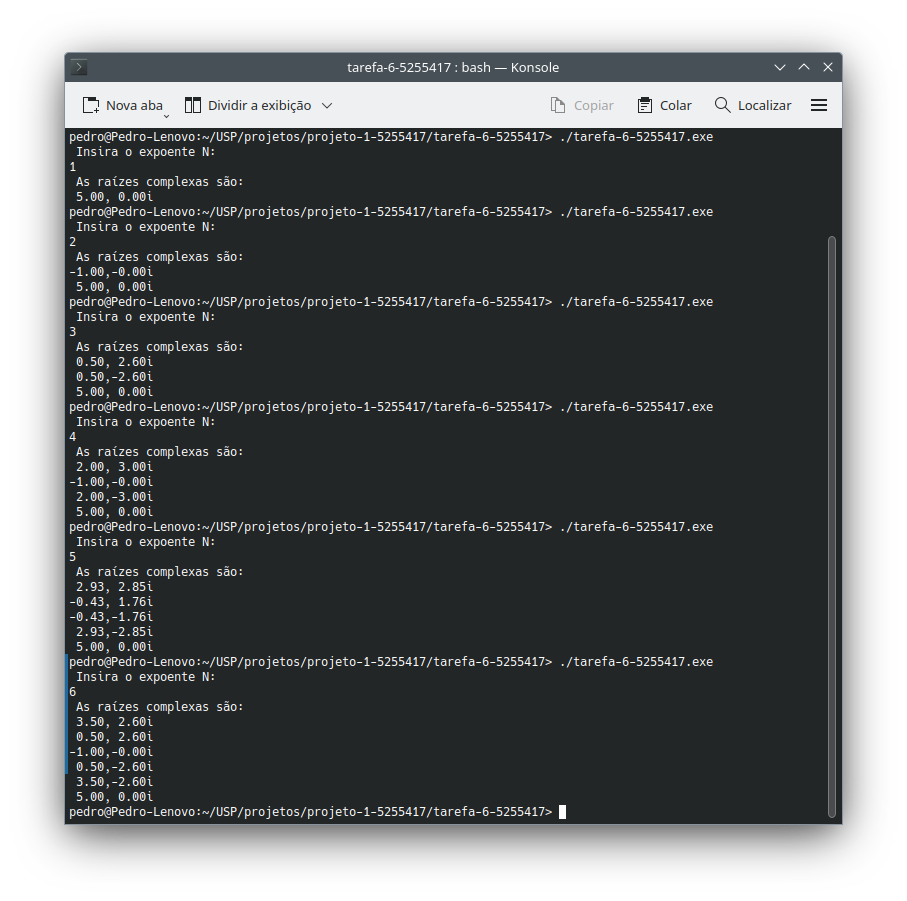 tarefa-6-5255417 : bash — Konsole
Nova aba Dividir a exibição Copiar Colar Localizar
pedro@Pedro-Lenovo:~/USP/projetos/projeto-1-5255417/tarefa-6-5255417> ./tarefa-6-5255417.exe
Insira o expoente N:
1
As raízes complexas são:
5.00, 0.00i
pedro@Pedro-Lenovo:~/USP/projetos/projeto-1-5255417/tarefa-6-5255417> ./tarefa-6-5255417.exe
Insira o expoente N:
2
As raízes complexas são:
-1.00,-0.00i
5.00, 0.00i
pedro@Pedro-Lenovo:~/USP/projetos/projeto-1-5255417/tarefa-6-5255417> ./tarefa-6-5255417.exe
Insira o expoente N:
3
As raízes complexas são:
0.50, 2.60i
0.50,-2.60i
5.00, 0.00i
pedro@Pedro-Lenovo:~/USP/projetos/projeto-1-5255417/tarefa-6-5255417> ./tarefa-6-5255417.exe
Insira o expoente N:
4
As raízes complexas são:
2.00, 3.00i
-1.00,-0.00i
2.00,-3.00i
5.00, 0.00i
pedro@Pedro-Lenovo:~/USP/projetos/projeto-1-5255417/tarefa-6-5255417> ./tarefa-6-5255417.exe
Insira o expoente N:
5
As raízes complexas são:
2.93, 2.85i
-0.43, 1.76i
-0.43,-1.76i
2.93,-2.85i
5.00, 0.00i
pedro@Pedro-Lenovo:~/USP/projetos/projeto-1-5255417/tarefa-6-5255417> ./tarefa-6-5255417.exe
Insira o expoente N:
6
As raízes complexas são:
3.50, 2.60i
0.50, 2.60i
-1.00,-0.00i
0.50,-2.60i
3.50,-2.60i
5.00, 0.00i
pedro@Pedro-Lenovo:~/USP/projetos/projeto-1-5255417/tarefa-6-5255417>